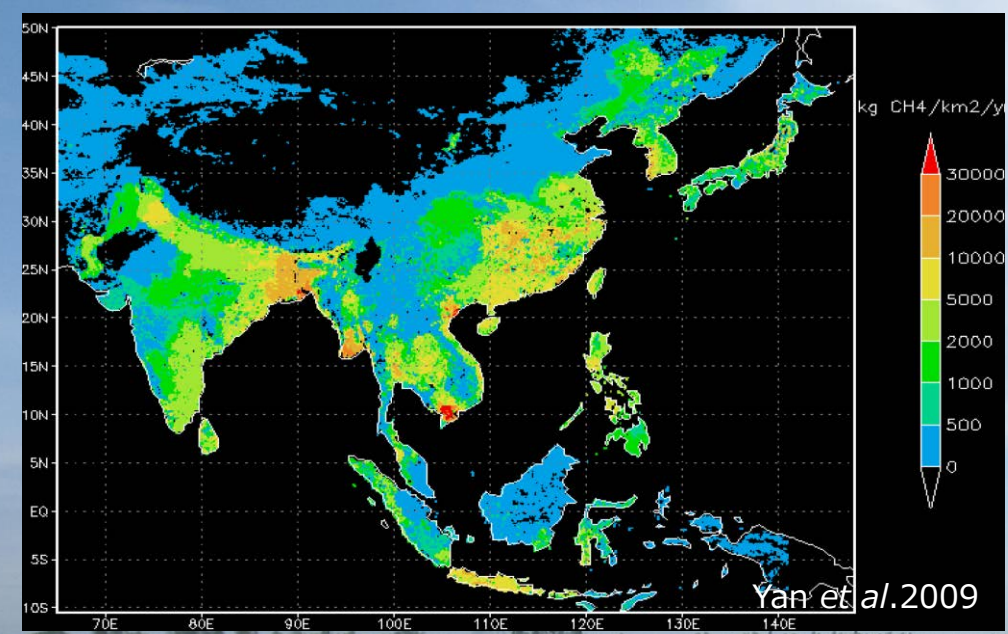 50N
45N
40N
35N
30N
25N
20N
15N
10N
5N
EQ
5S
10S
70E 80E 90E 100E 110E 120E 130E 140E
kg CH4/km2/yr
30000
20000
10000
5000
2000
1000
500
0
Yan et al.2009